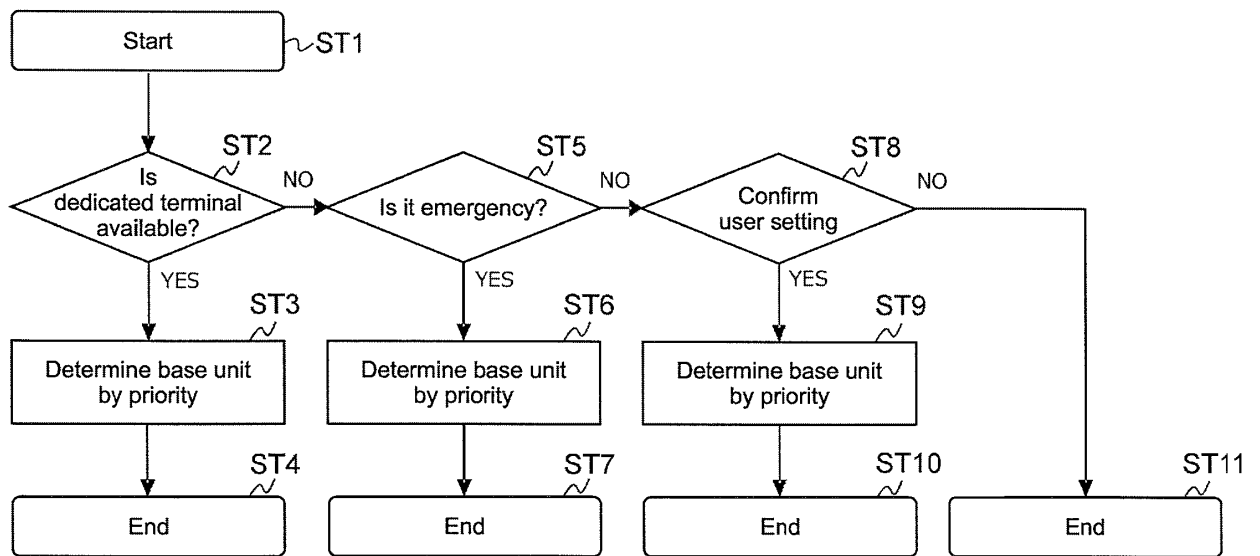 Start
ST1
ST2
Is
dedicated terminal
available?
NO
ST5
Is it emergency?
NO
ST8
Confirm
user setting
NO
YES
YES
YES
ST3
Determine base unit
by priority
ST6
Determine base unit
by priority
ST9
Determine base unit
by priority
ST4
End
ST7
End
ST10
End
ST11
End